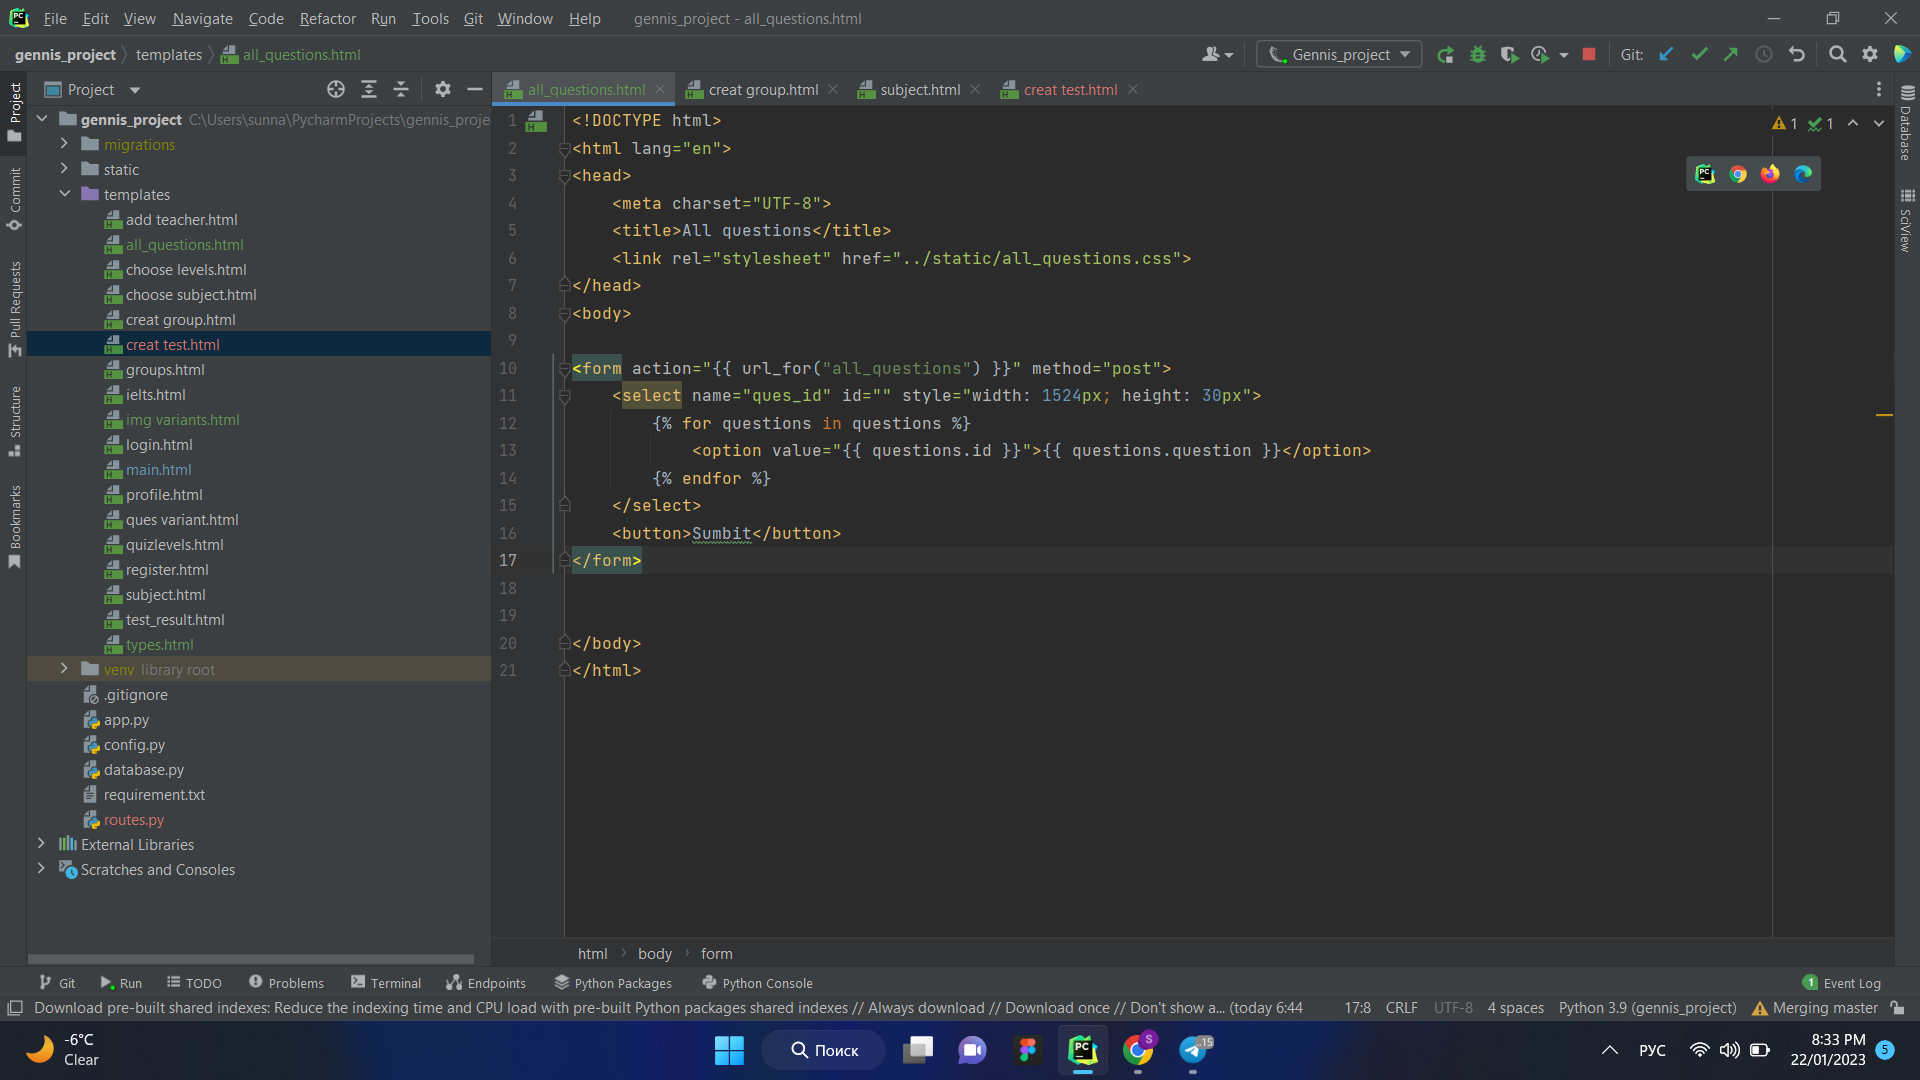 File Edit View Navigate Code Refactor Run Tools Git Window Help gennis_project - all_questions.html
gennis_project templates all_questions.html Gennis_project Git:
Project
all_questions.html creat group.html subject.html creat test.html
gennis_project C:\Users\sunna\PycharmProjects\gennis_proje
migrations
static
templates
add teacher.html
all_questions.html
choose levels.html
choose subject.html
creat group.html
creat test.html
groups.html
ielts.html
img variants.html
login.html
main.html
profile.html
ques variant.html
quizlevels.html
register.html
subject.html
test_result.html
types.html
venv library root
.gitignore
app.py
config.py
database.py
requirement.txt
routes.py
External Libraries
Scratches and Consoles
Project
Commit
Pull Requests
Structure
Bookmarks
1 <!DOCTYPE html>
2 <html lang="en">
3 <head>
4 <meta charset="UTF-8">
5 <title>All questions</title>
6 <link rel="stylesheet" href="../static/all_questions.css">
7 </head>
8 <body>
9
10 <form action="{{ url_for("all_questions") }}" method="post">
11 <select name="ques_id" id="" style="width: 1524px; height: 30px">
12 {% for questions in questions %}
13 <option value="{{ questions.id }}">{{ questions.question }}</option>
14 {% endfor %}
15 </select>
16 <button>Sumbit</button>
17 </form>
18
19
20 </body>
21 </html>
1 1
Database
SciView
html body form
Git Run TODO Problems Terminal Endpoints Python Packages Python Console 1 Event Log
Download pre-built shared indexes: Reduce the indexing time and CPU load with pre-built Python packages shared indexes // Always download // Download once // Don't show a... (today 6:44 17:8 CRLF UTF-8 4 spaces Python 3.9 (gennis_project) Merging master
-6°C
Clear
Поиск
S
15
РУС
8:33 PM
22/01/2023
5